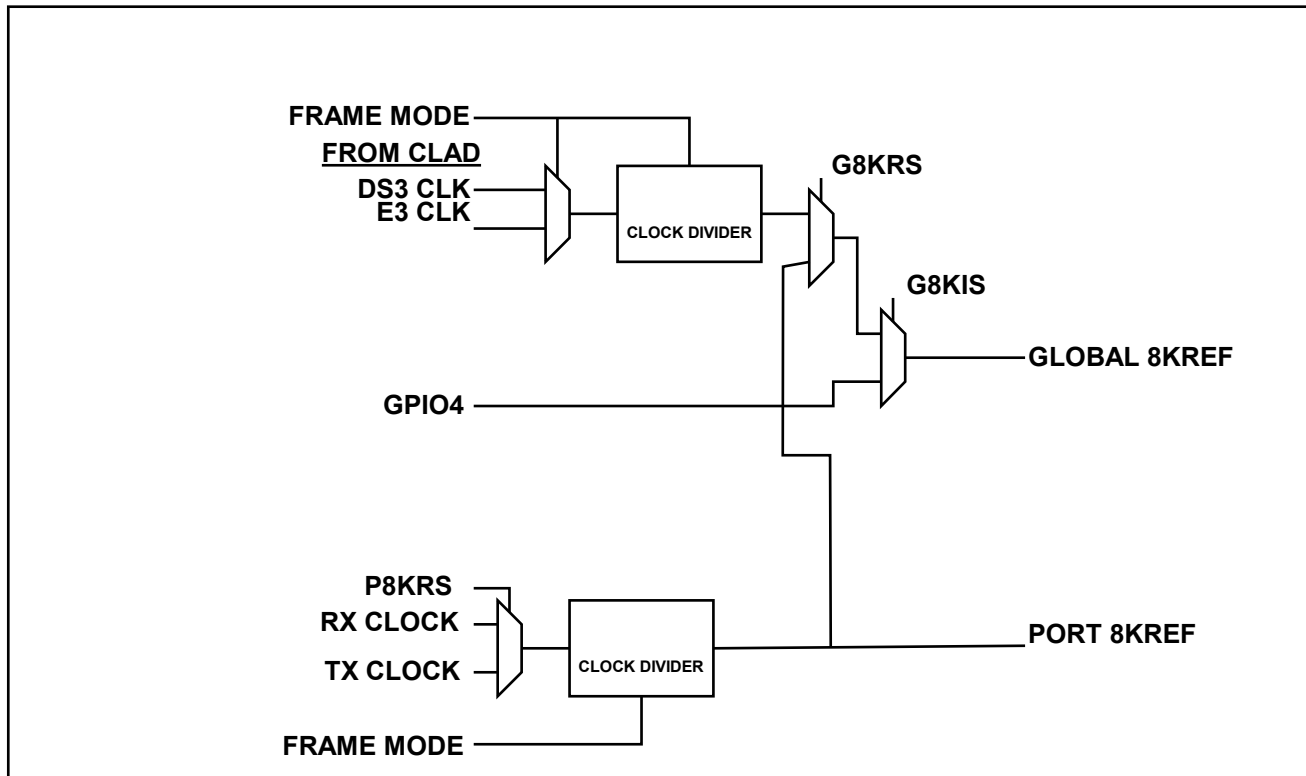 FRAME MODE
FROM CLAD
DS3 CLK
E3 CLK
CLOCK DIVIDER
G8KRS
G8KIS
GLOBAL 8KREF
GPIO4
P8KRS
RX CLOCK
TX CLOCK
CLOCK DIVIDER
PORT 8KREF
FRAME MODE